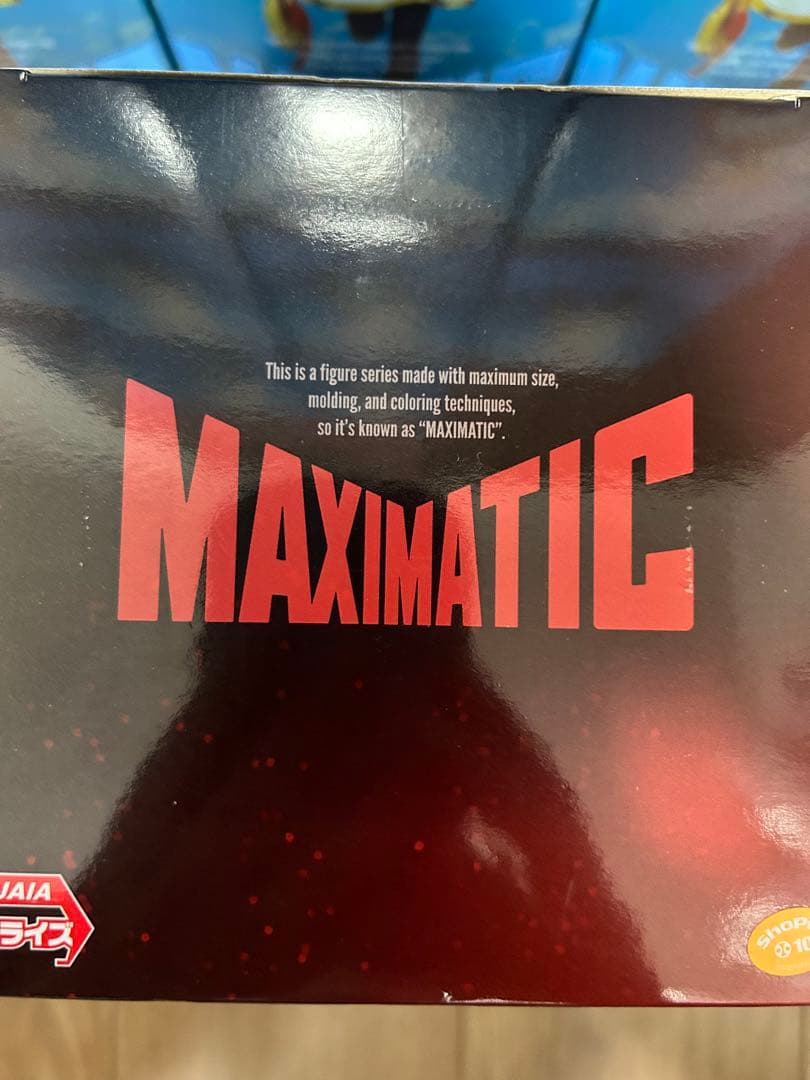 This is a figure series made with maximum size,
molding, and coloring techniques,
so it's known as “MAXIMATIC”.
MAXIMATIC
JAIA
ライズ
10